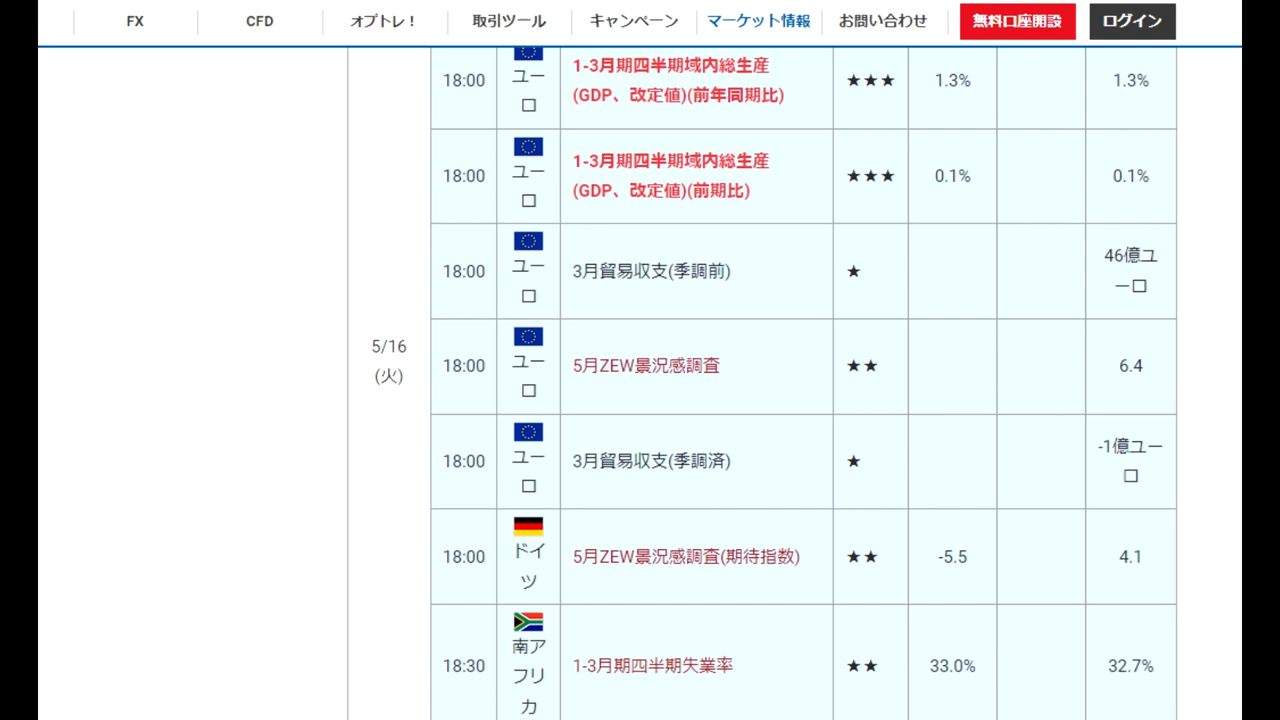 FX
CFD
オプトレ！
取引ツール
キャンペーン
マーケット情報
お問い合わせ
無料口座開設
ログイン
5/16
(火)
18:00
ユー
ロ
1-3月期四半期域内総生産
(GDP、改定値)(前年同期比)
★★★
1.3%
1.3%
18:00
ユー
ロ
1-3月期四半期域内総生産
(GDP、改定値)(前期比)
★★★
0.1%
0.1%
18:00
ユー
ロ
3月貿易収支(季調前)
★
46億ユ
ーロ
18:00
ユー
ロ
5月ZEW景況感調査
★★
6.4
18:00
ユー
ロ
3月貿易収支(季調済)
★
-1億ユー
ロ
18:00
ドイ
ツ
5月ZEW景況感調査(期待指数)
★★
-5.5
4.1
18:30
南ア
フリ
カ
1-3月期四半期失業率
★★
33.0%
32.7%